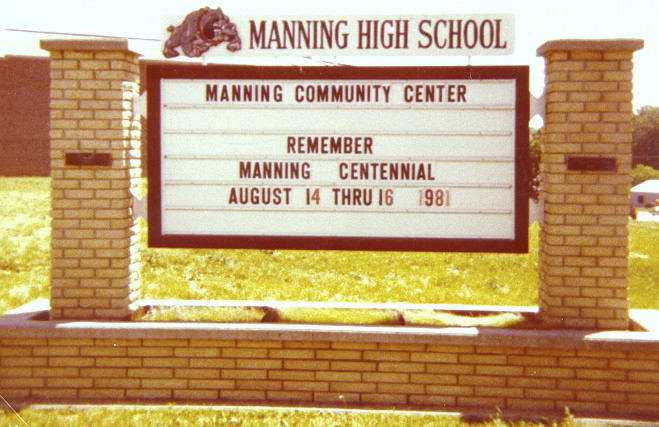 MANNING HIGH SCHOOL
MANNING COMMUNITY CENTER
REMEMBER
MANNING CENTENNIAL
AUGUST 14 THRU 16 1981